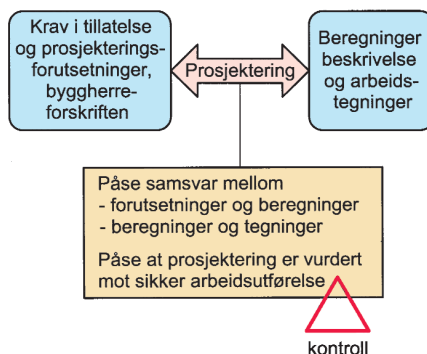 Krav i tillatelse
og prosjekterings-
forutsetninger,
byggherre-
forskriften
Prosjektering
Beregninger
beskrivelse
og arbeids-
tegninger
Påse samsvar mellom
- forutsetninger og beregninger
- beregninger og tegninger
Påse at prosjektering er vurdert
mot sikker arbeidsutførelse
kontroll